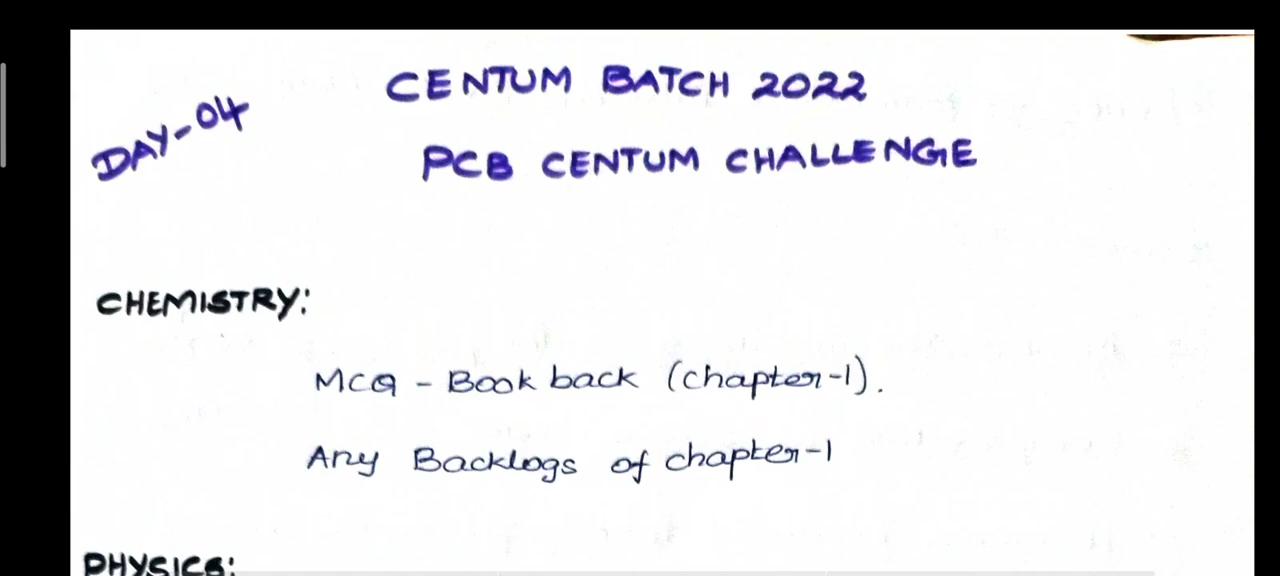 CENTUM BATCH 2022
DAY-04
PCB CENTUM CHALLENGE
CHEMISTRY:
MCQ - Book back (chapter-1).
Any Backlogs of chapter-1
PHYSICS: